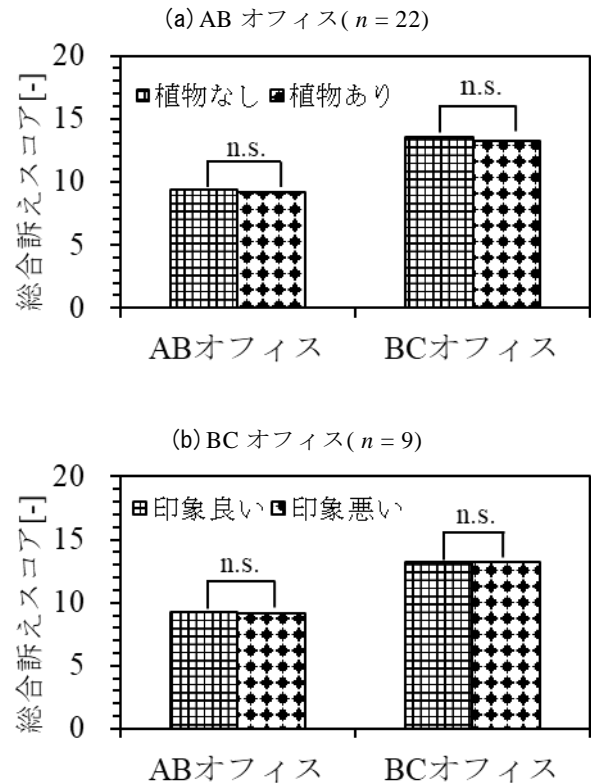 (a) AB オフィス( n = 22)
20
15
10
5
0
総合訴えスコア[-]
植物なし 植物あり
n.s.
n.s.
ABオフィス BCオフィス
(b) BC オフィス( n = 9)
20
15
10
5
0
総合訴えスコア[-]
印象良い 印象悪い
n.s.
n.s.
ABオフィス BCオフィス